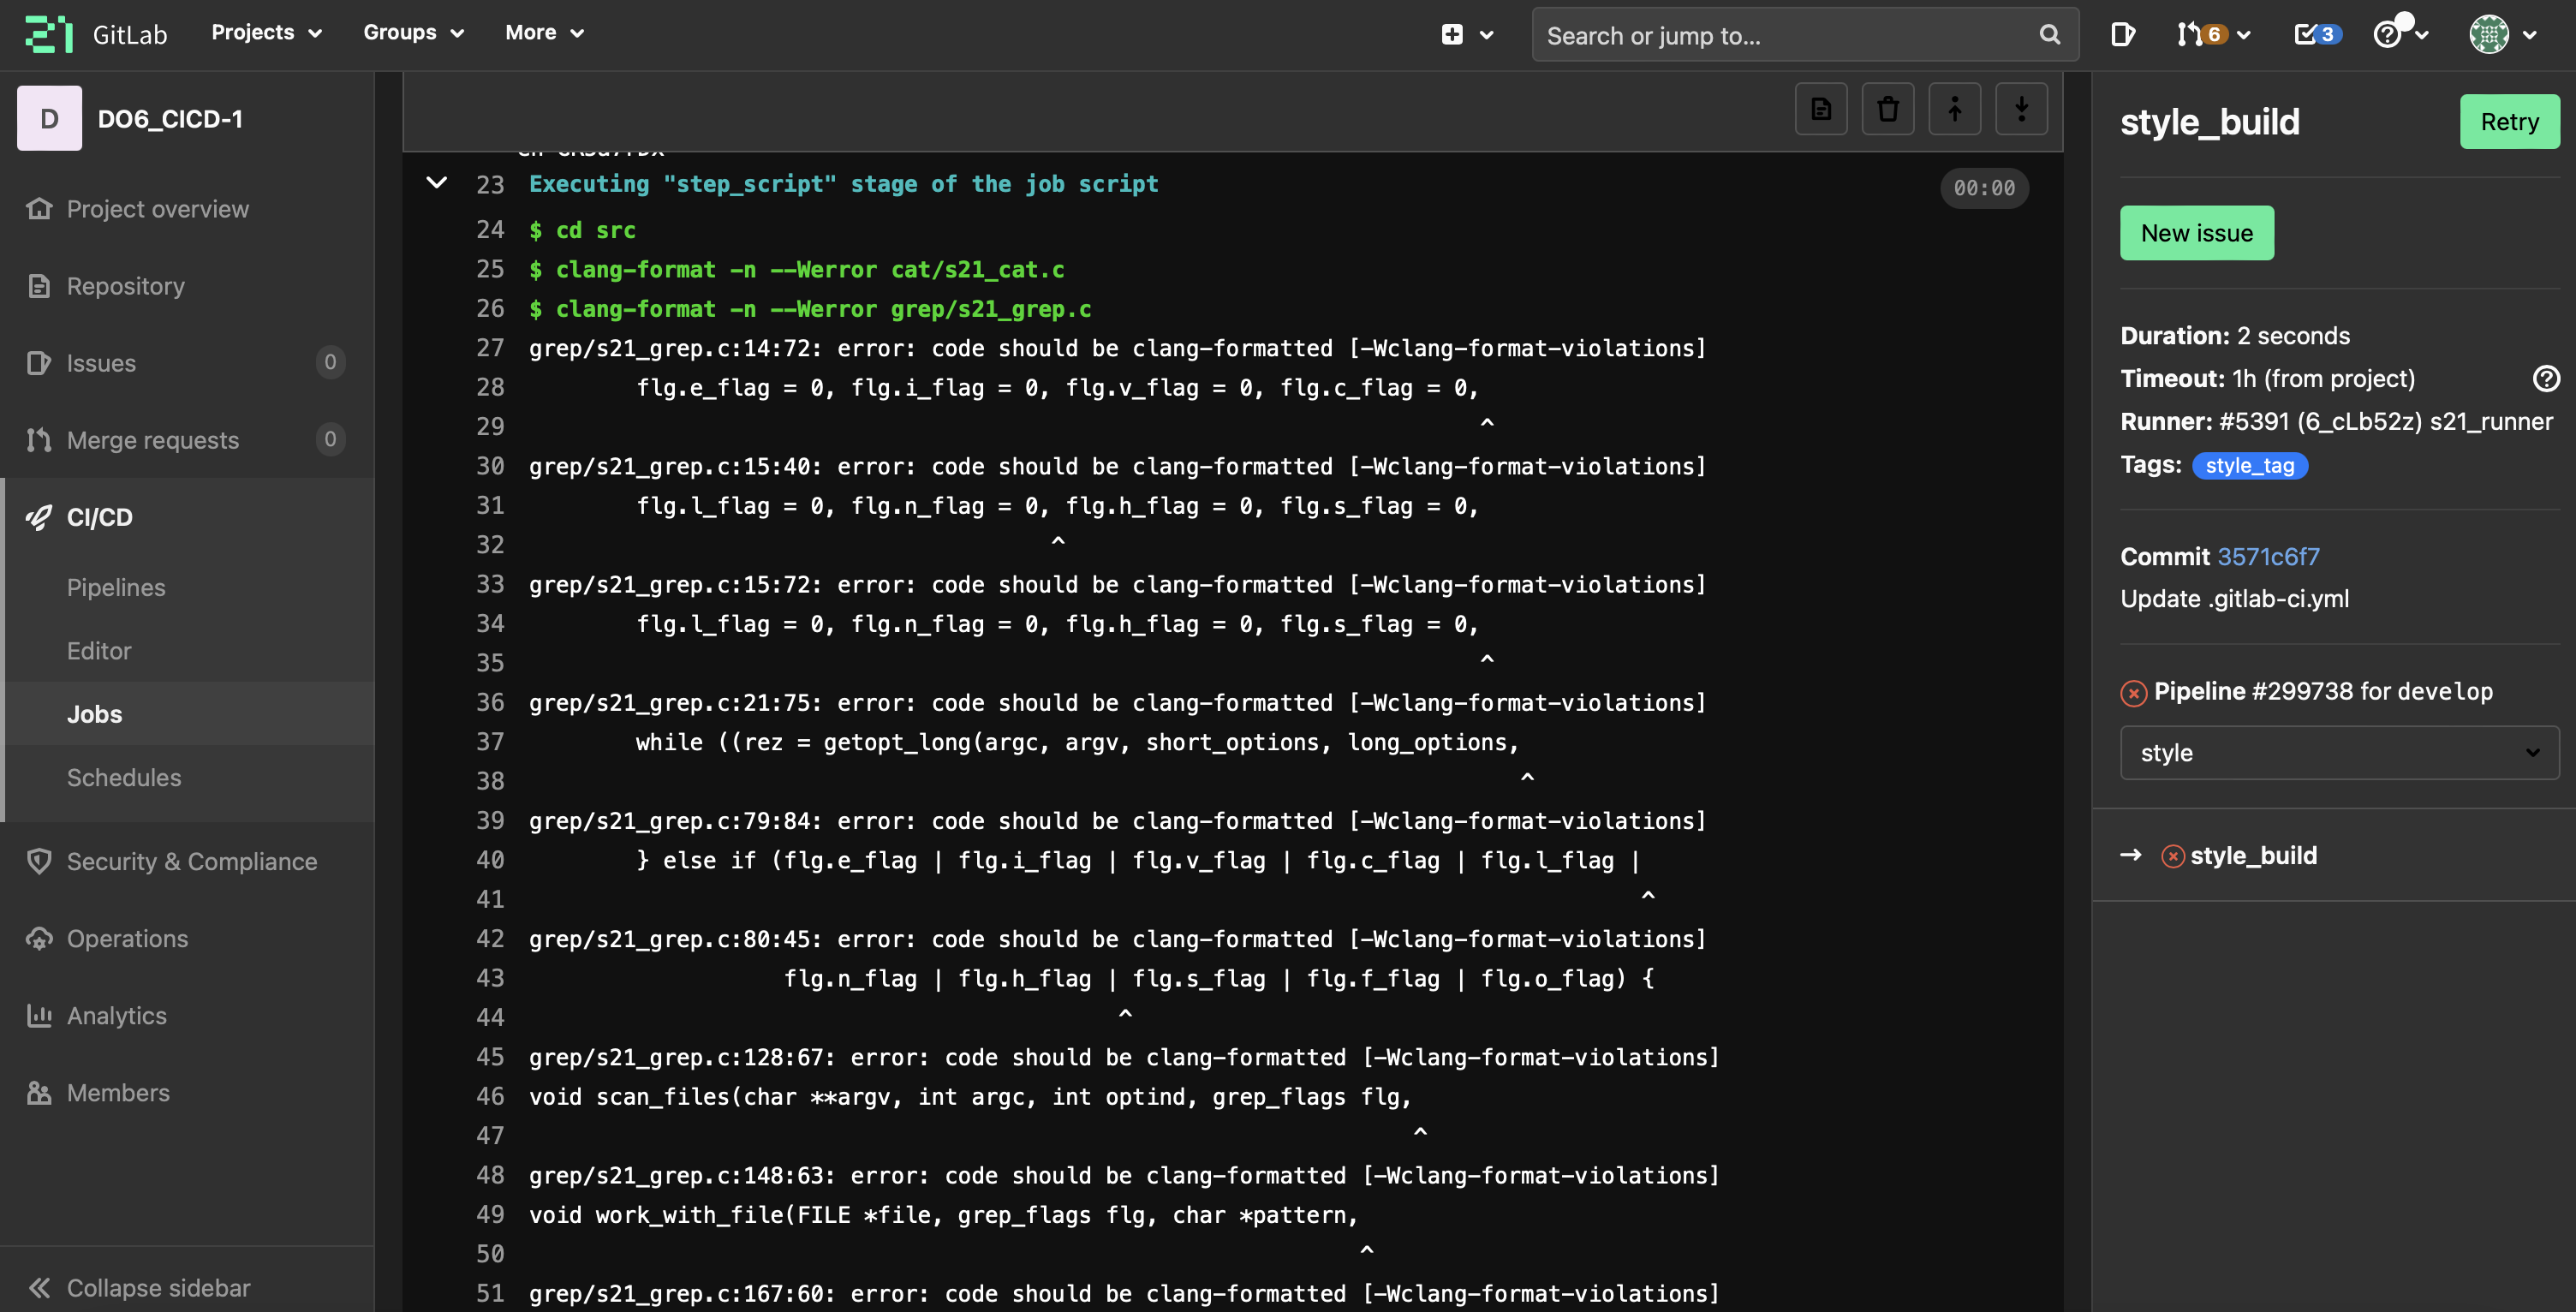 GitLab
Projects
Groups
More
Search or jump to...
6
3
D
DO6_CICD-1
Project overview
Repository
Issues
0
Merge requests
0
CI/CD
Pipelines
Editor
Jobs
Schedules
Security & Compliance
Operations
Analytics
Members
Collapse sidebar
23 Executing "step_script" stage of the job script
00:00
24 $ cd src
25 $ clang-format -n --Werror cat/s21_cat.c
26 $ clang-format -n --Werror grep/s21_grep.c
27 grep/s21_grep.c:14:72: error: code should be clang-formatted [-Wclang-format-violations]
28 flg.e_flag = 0, flg.i_flag = 0, flg.v_flag = 0, flg.c_flag = 0,
29 ^
30 grep/s21_grep.c:15:40: error: code should be clang-formatted [-Wclang-format-violations]
31 flg.l_flag = 0, flg.n_flag = 0, flg.h_flag = 0, flg.s_flag = 0,
32 ^
33 grep/s21_grep.c:15:72: error: code should be clang-formatted [-Wclang-format-violations]
34 flg.l_flag = 0, flg.n_flag = 0, flg.h_flag = 0, flg.s_flag = 0,
35 ^
36 grep/s21_grep.c:21:75: error: code should be clang-formatted [-Wclang-format-violations]
37 while ((rez = getopt_long(argc, argv, short_options, long_options,
38 ^
39 grep/s21_grep.c:79:84: error: code should be clang-formatted [-Wclang-format-violations]
40 } else if (flg.e_flag | flg.i_flag | flg.v_flag | flg.c_flag | flg.l_flag |
41 ^
42 grep/s21_grep.c:80:45: error: code should be clang-formatted [-Wclang-format-violations]
43 flg.n_flag | flg.h_flag | flg.s_flag | flg.f_flag | flg.o_flag) {
44 ^
45 grep/s21_grep.c:128:67: error: code should be clang-formatted [-Wclang-format-violations]
46 void scan_files(char **argv, int argc, int optind, grep_flags flg,
47 ^
48 grep/s21_grep.c:148:63: error: code should be clang-formatted [-Wclang-format-violations]
49 void work_with_file(FILE *file, grep_flags flg, char *pattern,
50 ^
51 grep/s21_grep.c:167:60: error: code should be clang-formatted [-Wclang-format-violations]
style_build
Retry
New issue
Duration: 2 seconds
Timeout: 1h (from project)
Runner: #5391 (6_cLb52z) s21_runner
Tags: style_tag
Commit 3571c6f7
Update .gitlab-ci.yml
Pipeline #299738 for develop
style
→ style_build